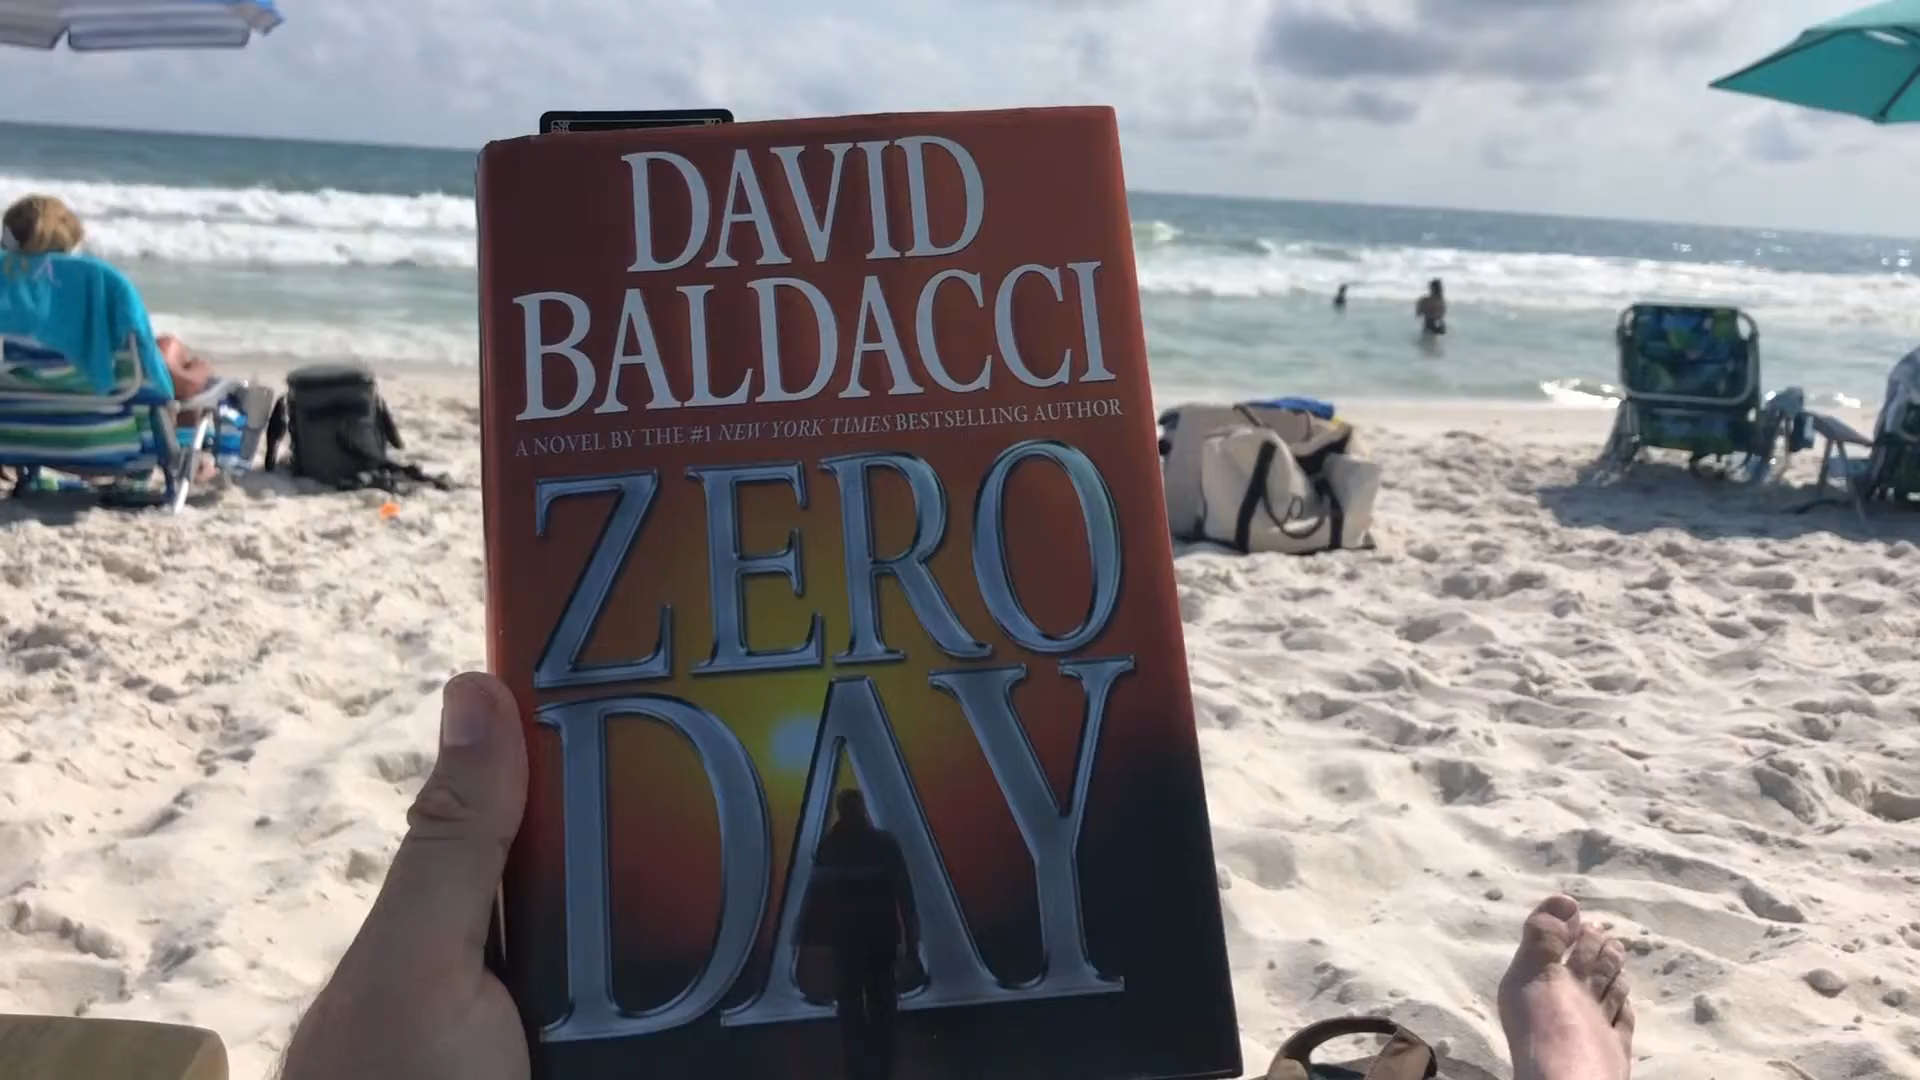 DAVID
BALDACCI
A NOVEL BY THE #1 NEW YORK TIMES BESTSELLING AUTHOR
ZERO
DAY